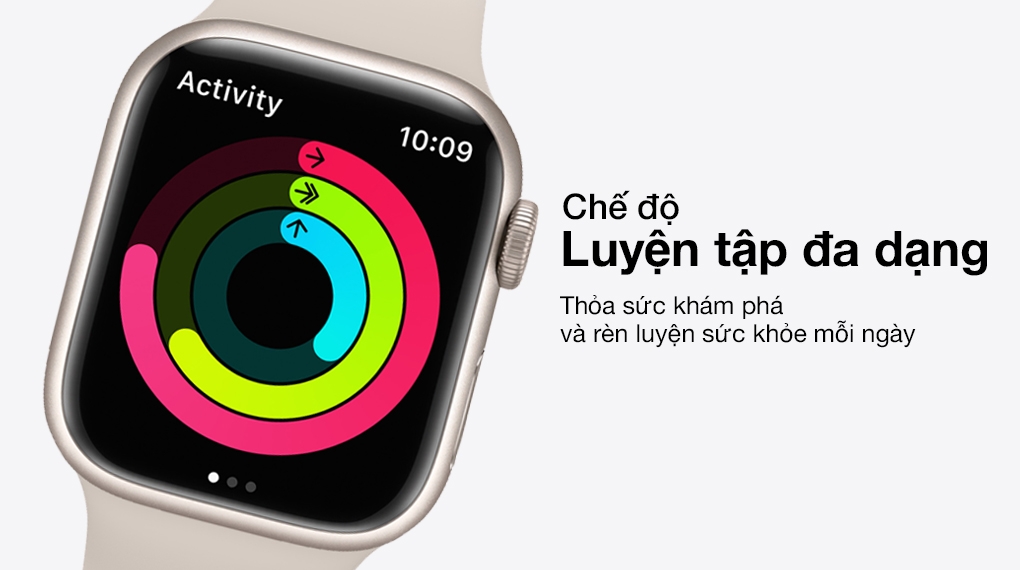 Activity
10:09
Chế độ
Luyện tập đa dạng
Thỏa sức khám phá
và rèn luyện sức khỏe mỗi ngày